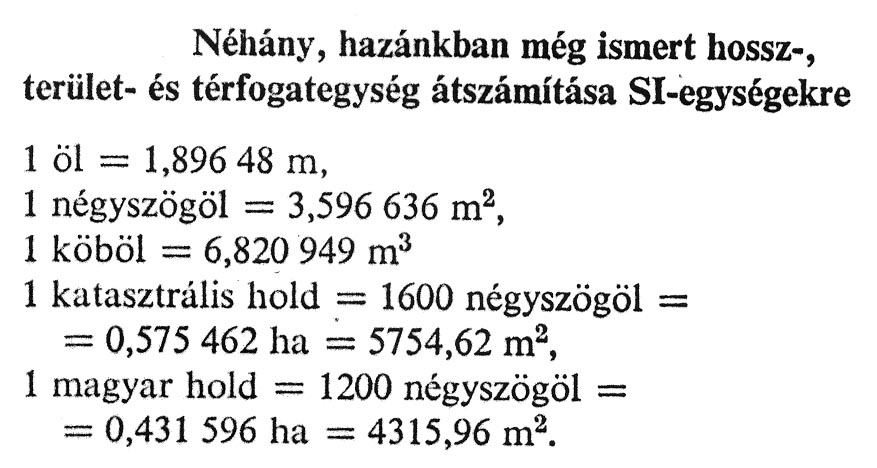 Néhány, hazánkban még ismert hossz-,
terület- és térfogategység átszámítása SI-egységekre
1 öl = 1,896 48 m,
1 négyszögöl = 3,596 636 m²,
1 köböl = 6,820 949 m³
1 katasztrális hold = 1600 négyszögöl =
= 0,575 462 ha = 5754,62 m²,
1 magyar hold = 1200 négyszögöl =
= 0,431 596 ha = 4315,96 m².